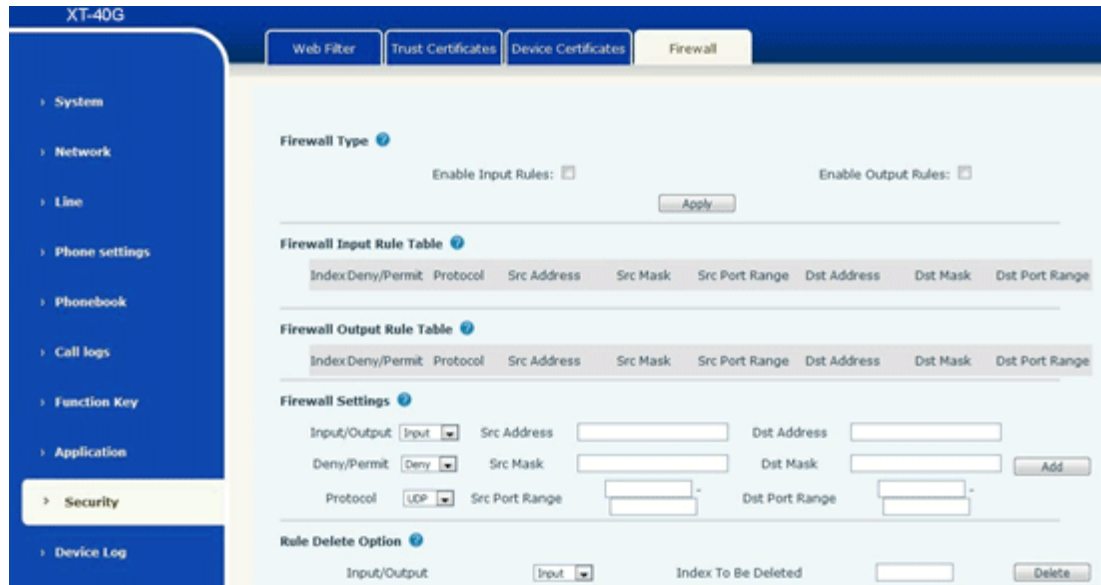 XT-40G
Web Filter Trust Certificates Device Certificates Firewall
› System
› Network
› Line
› Phone settings
› Phonebook
› Call logs
› Function Key
› Application
› Security
› Device Log
Firewall Type ?
Enable Input Rules: Enable Output Rules:
Apply
Firewall Input Rule Table ?
Index Deny/Permit Protocol Src Address Src Mask Src Port Range Dst Address Dst Mask Dst Port Range
Firewall Output Rule Table ?
Index Deny/Permit Protocol Src Address Src Mask Src Port Range Dst Address Dst Mask Dst Port Range
Firewall Settings ?
Input/Output Input Src Address Dst Address
Deny/Permit Deny Src Mask Dst Mask Add
Protocol UDP Src Port Range - Dst Port Range -
Rule Delete Option ?
Input/Output Input Index To Be Deleted Delete